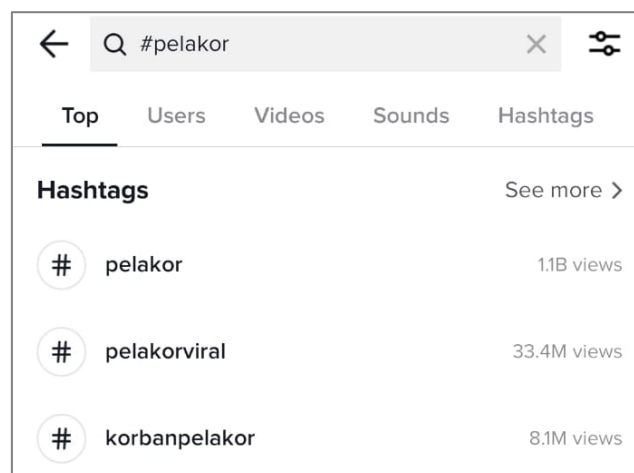 #pelakor
Top Users Videos Sounds Hashtags
Hashtags See more
# pelakor 1.1B views
# pelakorviral 33.4M views
# korbanpelakor 8.1M views